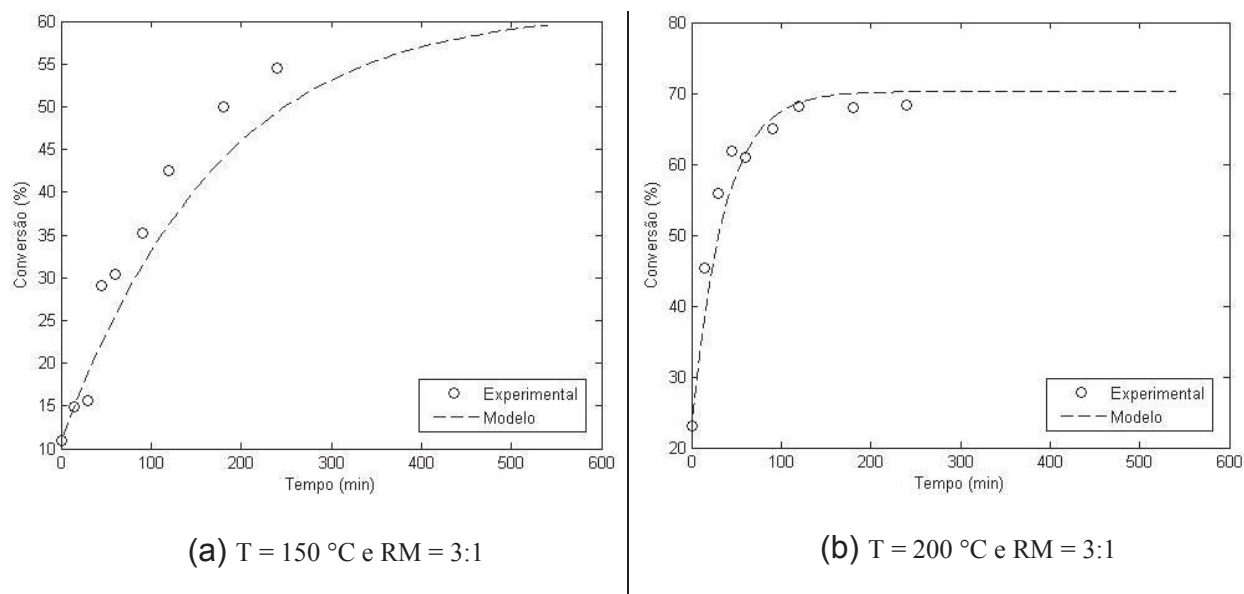 60
55
50
45
40
35
30
25
20
15
10
Conversão (%)
0 100 200 300 400 500 600
Tempo (min)
Experimental
Modelo
(a) T = 150 °C e RM = 3:1
80
70
60
50
40
30
20
Conversão (%)
0 100 200 300 400 500 600
Tempo (min)
Experimental
Modelo
(b) T = 200 °C e RM = 3:1